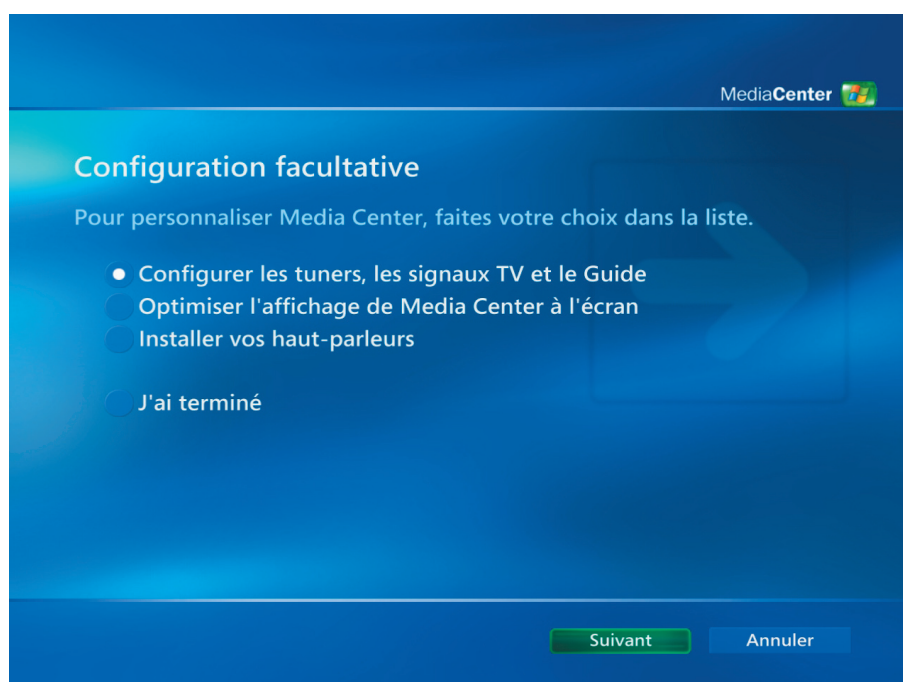 MediaCenter
Configuration facultative
Pour personnaliser Media Center, faites votre choix dans la liste.
Configurer les tuners, les signaux TV et le Guide
Optimiser l'affichage de Media Center à l'écran
Installer vos haut-parleurs
J'ai terminé
Suivant Annuler